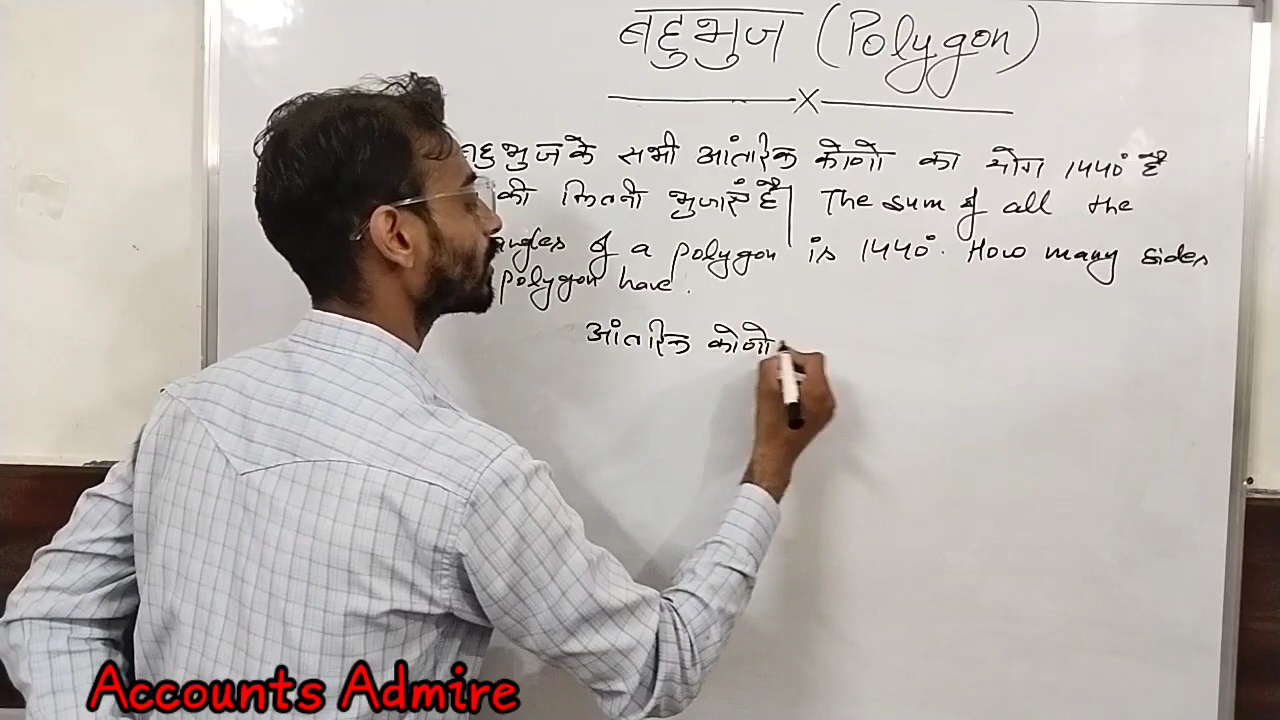 बहुभुज (Polygon)
बहुभुज के सभी आंतरिक कोणो का योग 1440° है
की कितनी भुजाएं है| The sum of all the
angles of a polygon is 1440°. How many sides
polygon have.
आंतरिक कोणो
Accounts Admire